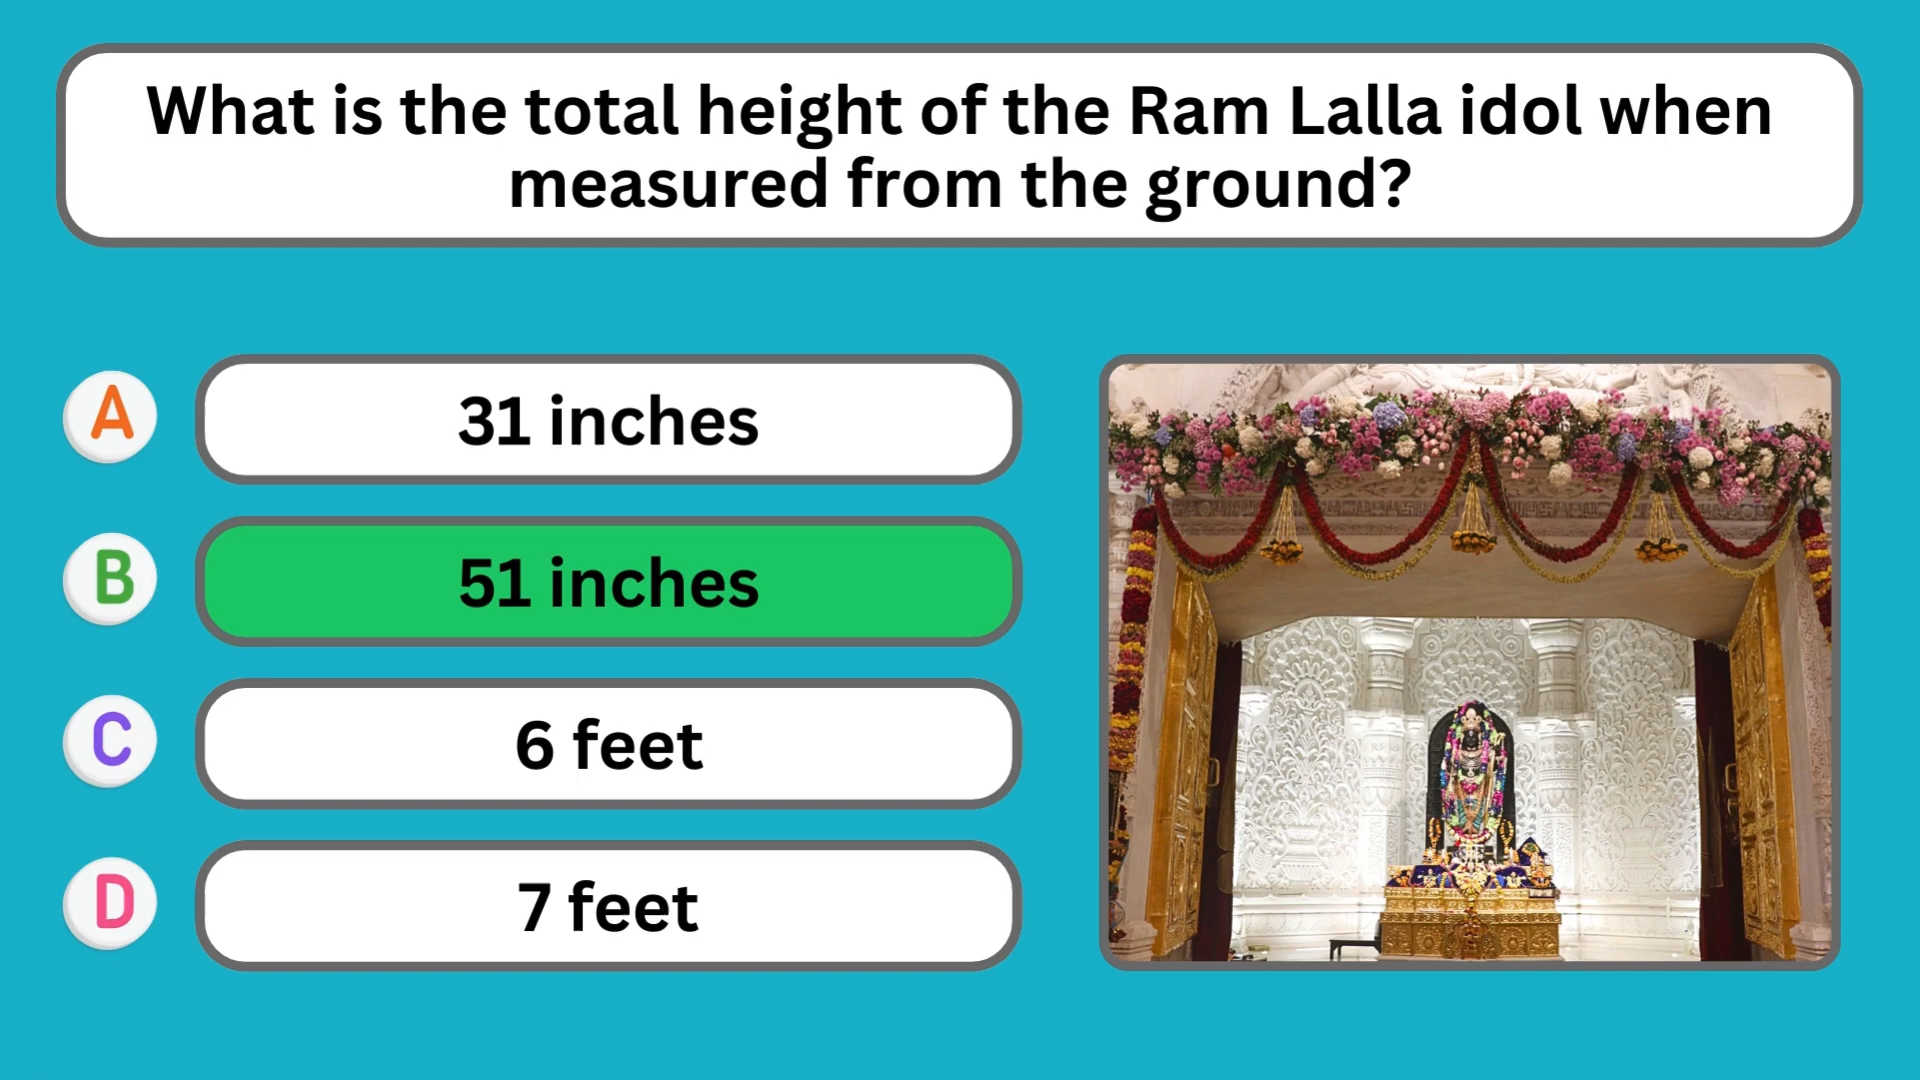 What is the total height of the Ram Lalla idol when
measured from the ground?
A
31 inches
B
51 inches
C
6 feet
D
7 feet